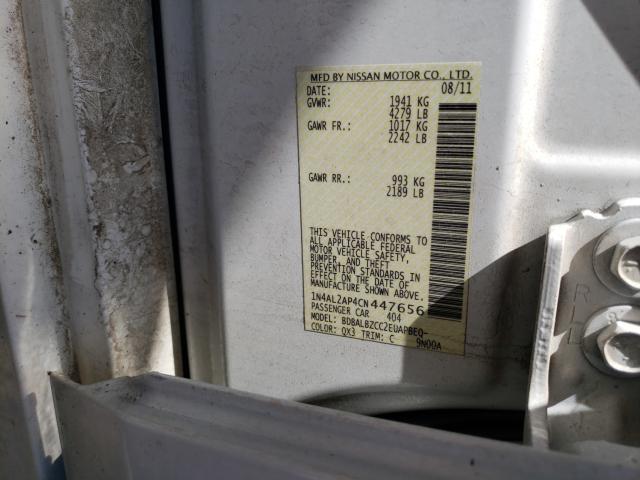 MFD BY NISSAN MOTOR CO., LTD.
DATE: 08/11
GVWR: 1941 KG
4279 LB
GAWR FR.: 1017 KG
2242 LB
GAWR RR.: 993 KG
2189 LB
THIS VEHICLE CONFORMS TO
ALL APPLICABLE FEDERAL
MOTOR VEHICLE SAFETY,
BUMPER, AND THEFT
PREVENTION STANDARDS IN
EFFECT ON THE DATE OF
MANUFACTURE SHOWN ABOVE.
1N4AL2AP4CN447656
PASSENGER CAR 404
MODEL: BDBALBZCC2EUAPBEQ-
COLOR: QX3 TRIM: C 9N00A